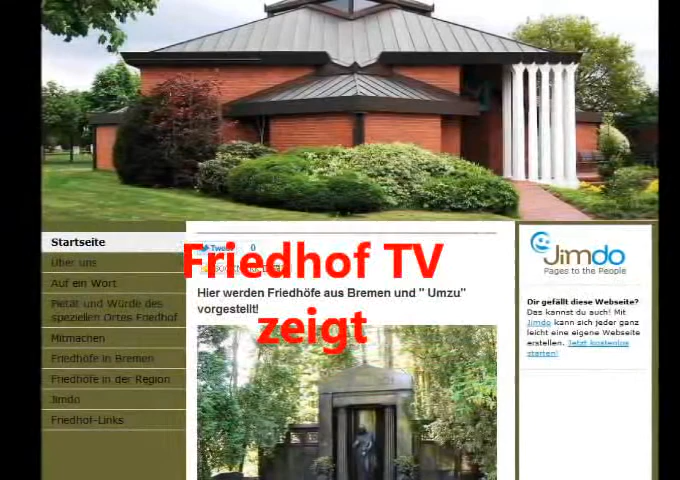 Startseite
Über uns
Auf ein Wort
Pietät und Würde des
speziellen Ortes Friedhof
Mitmachen
Friedhöfe in Bremen
Friedhöfe in der Region
Jimdo
Friedhof-Links
Tweet 0
Friedhof TV
Hier werden Friedhöfe aus Bremen und " Umzu"
vorgestellt!
zeigt
Jimdo
Pages to the People
Dir gefällt diese Webseite?
Das kannst du auch! Mit
Jimdo kann sich jeder ganz
leicht eine eigene Webseite
erstellen. Jetzt kostenlos
starten!